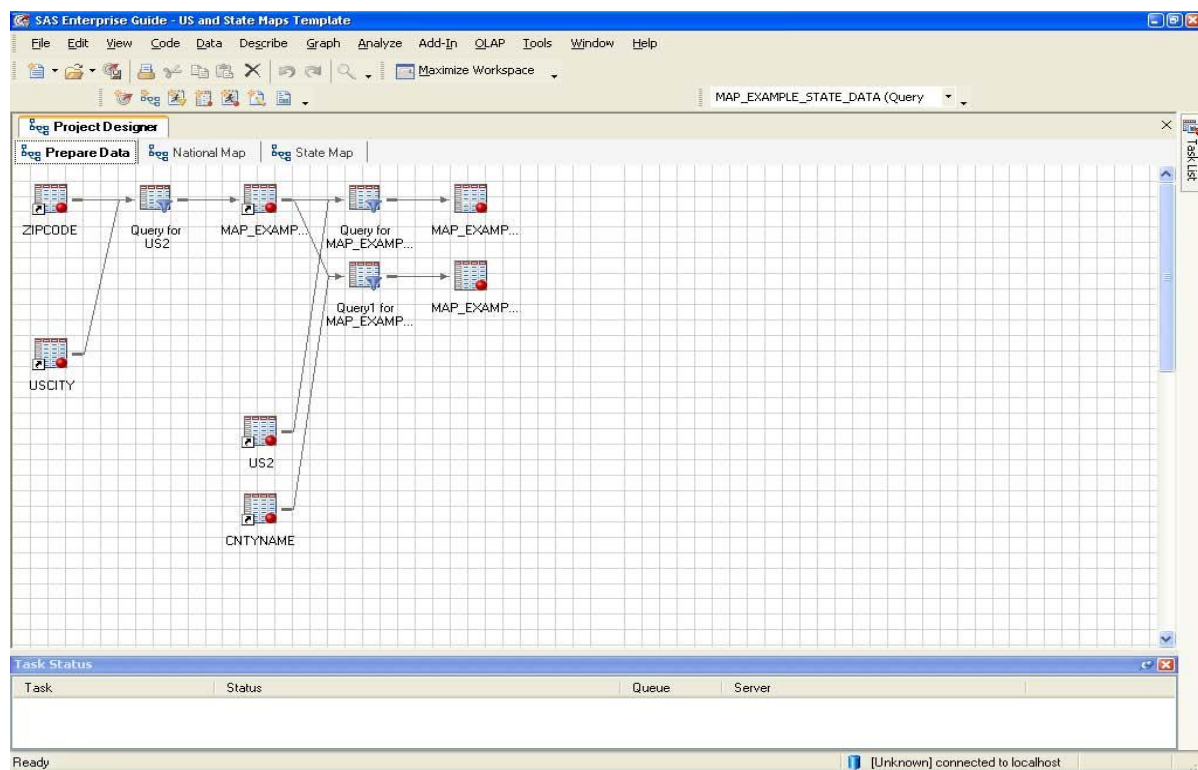 SAS Enterprise Guide - US and State Maps Template
File Edit View Code Data Describe Graph Analyze Add-In OLAP Tools Window Help
Maximize Workspace
MAP_EXAMPLE_STATE_DATA (Query
Project Designer
Task List
Prepare Data National Map State Map
ZIPCODE
Query for
US2
MAP_EXAMP...
Query for
MAP_EXAMP...
MAP_EXAMP...
Query1 for
MAP_EXAMP...
MAP_EXAMP...
USCITY
US2
CNTYNAME
Task Status
Task Status Queue Server
Ready [Unknown] connected to localhost